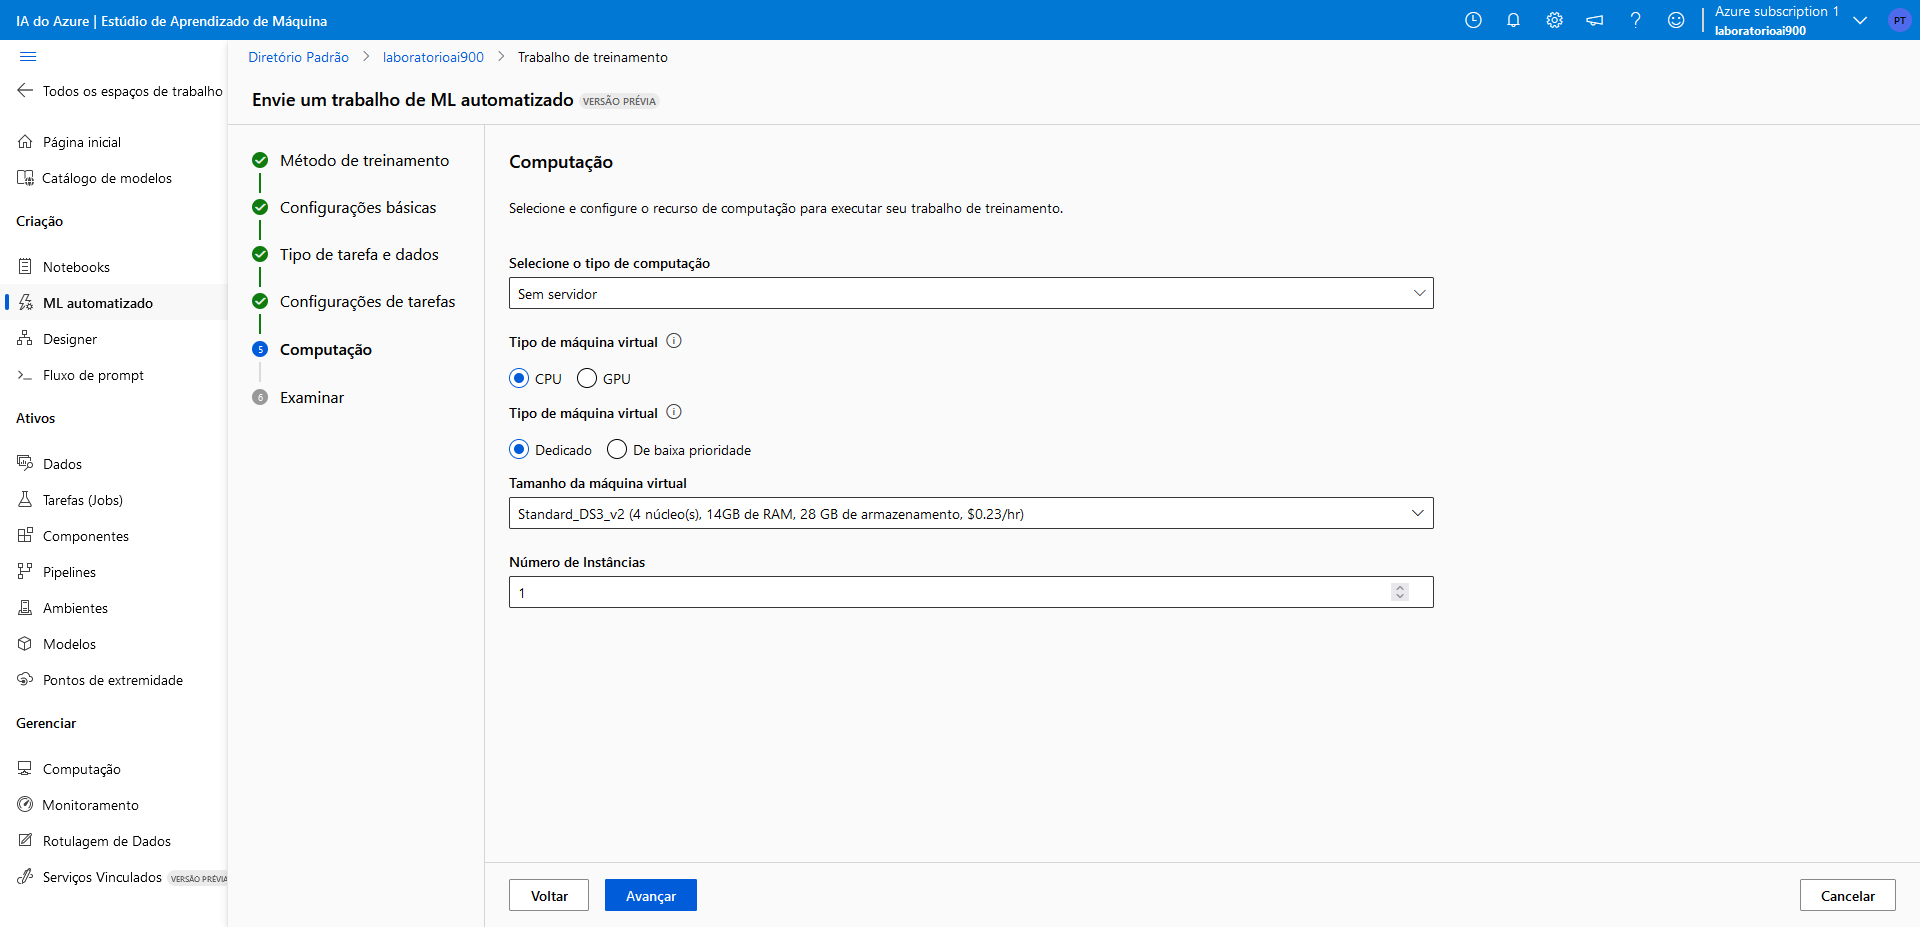 IA do Azure | Estúdio de Aprendizado de Máquina
Azure subscription 1
laboratorioai900
PT
Todos os espaços de trabalho
Página inicial
Catálogo de modelos
Criação
Notebooks
ML automatizado
Designer
Fluxo de prompt
Ativos
Dados
Tarefas (Jobs)
Componentes
Pipelines
Ambientes
Modelos
Pontos de extremidade
Gerenciar
Computação
Monitoramento
Rotulagem de Dados
Serviços Vinculados VERSÃO PRÉVIA
Diretório Padrão > laboratorioai900 > Trabalho de treinamento
Envie um trabalho de ML automatizado VERSÃO PRÉVIA
Método de treinamento
Configurações básicas
Tipo de tarefa e dados
Configurações de tarefas
5 Computação
6 Examinar
Computação
Selecione e configure o recurso de computação para executar seu trabalho de treinamento.
Selecione o tipo de computação
Sem servidor
Tipo de máquina virtual
CPU GPU
Tipo de máquina virtual
Dedicado De baixa prioridade
Tamanho da máquina virtual
Standard_DS3_v2 (4 núcleo(s), 14GB de RAM, 28 GB de armazenamento, $0.23/hr)
Número de Instâncias
1
Voltar Avançar Cancelar